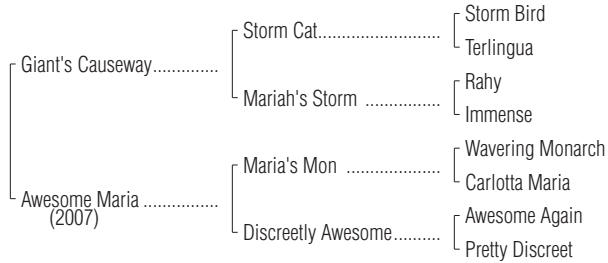 Storm Bird
Storm Cat.........................
Terlingua
Giant's Causeway..............
Rahy
Mariah's Storm ................
Immense
Wavering Monarch
Maria's Mon ....................
Carlotta Maria
Awesome Maria ................
(2007)
Awesome Again
Discreetly Awesome..........
Pretty Discreet